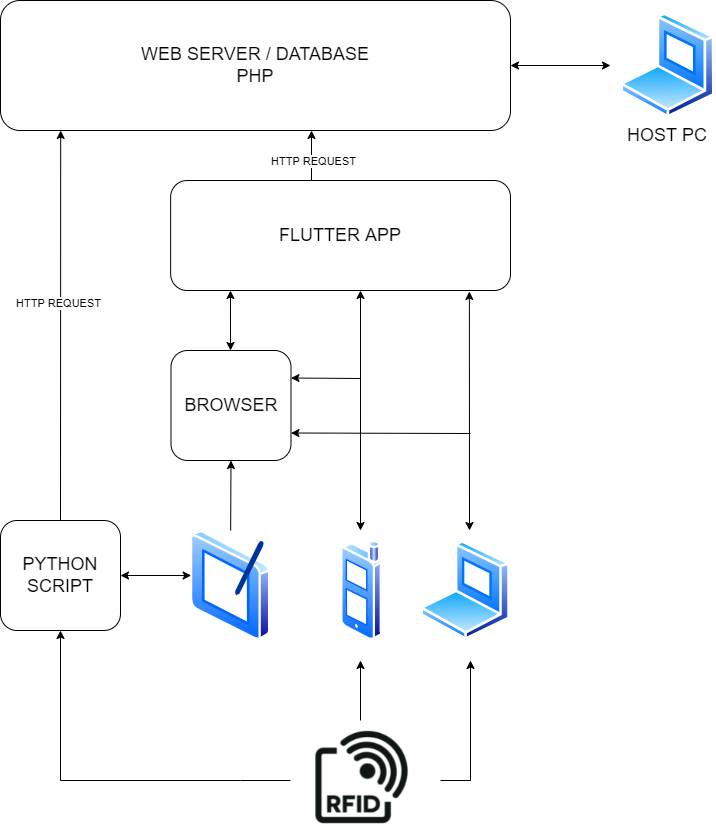 WEB SERVER / DATABASE
PHP
HOST PC
HTTP REQUEST
FLUTTER APP
HTTP REQUEST
BROWSER
PYTHON
SCRIPT
RFID